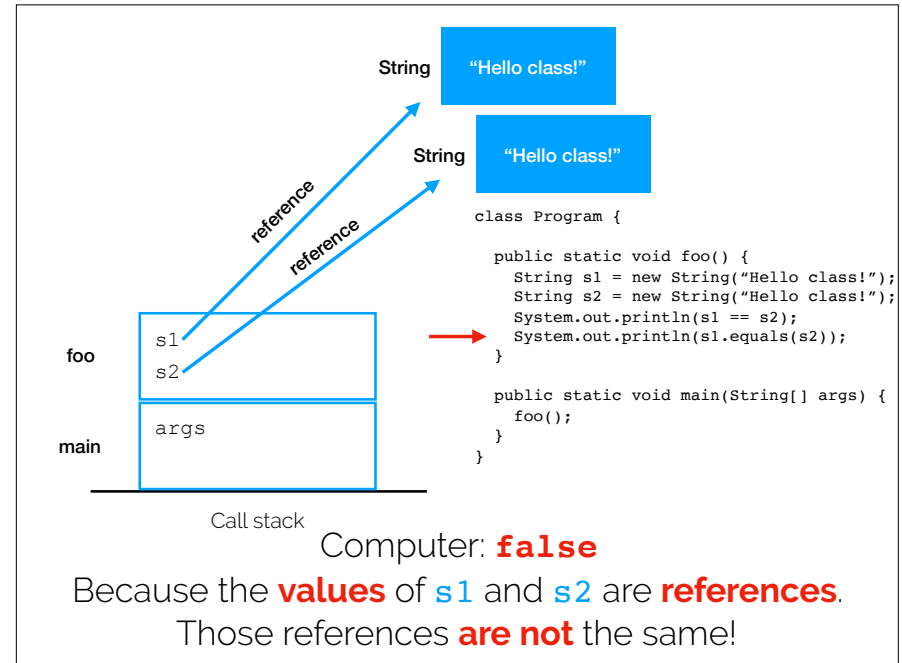 String “Hello class!”
String “Hello class!”
reference
reference
class Program {
public static void foo() {
String s1 = new String(“Hello class!”);
String s2 = new String(“Hello class!”);
System.out.println(s1 == s2);
System.out.println(s1.equals(s2));
}
public static void main(String[] args) {
foo();
}
}
foo
s1
s2
main
args
Call stack
Computer: false
Because the values of s1 and s2 are references.
Those references are not the same!